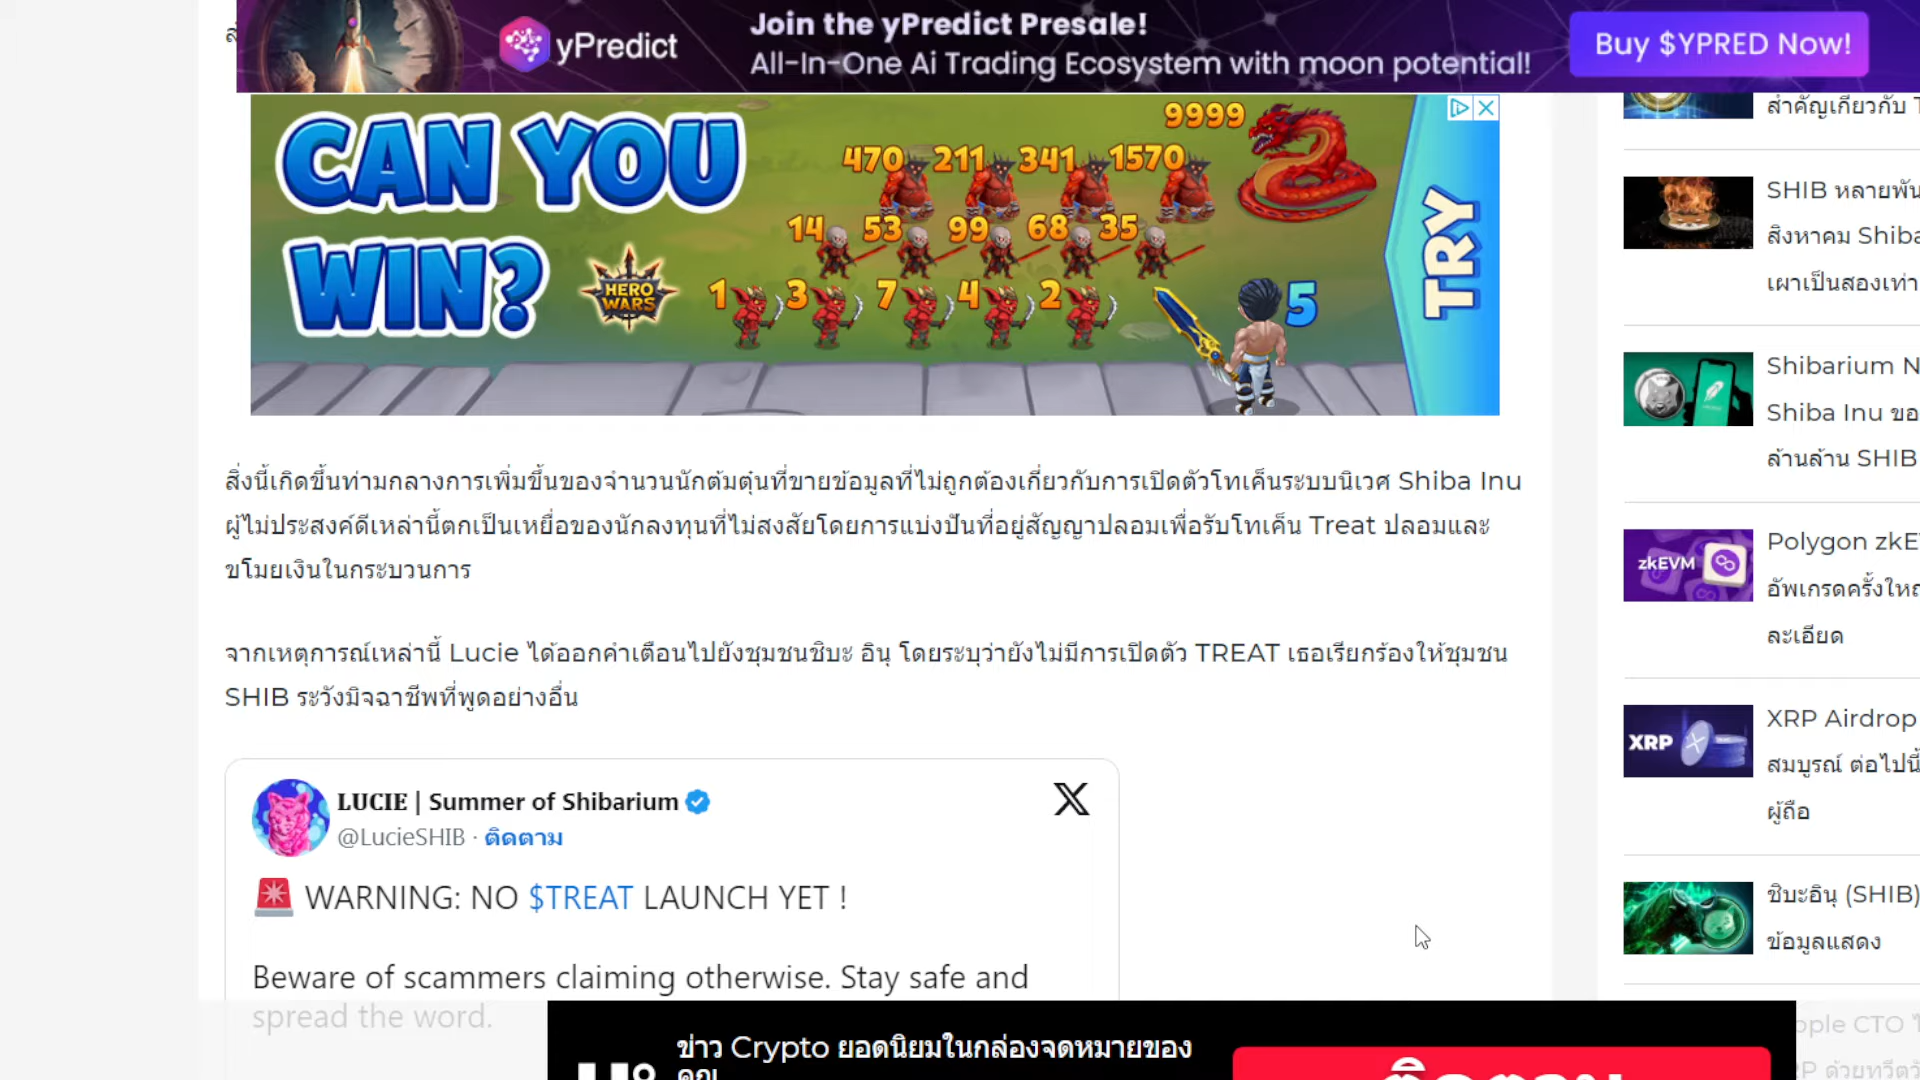 Join the yPredict Presale!
yPredict
All-In-One Ai Trading Ecosystem with moon potential!
Buy $YPRED Now!
CAN YOU
WIN?
HERO
WARS
9999
470 211 341 1570
14 53 99 68 35
1 3 7 4 2
5
TRY
สิ่งนี้เกิดขึ้นท่ามกลางการเพิ่มขึ้นของจำนวนนักต้มตุ๋นที่ขายข้อมูลที่ไม่ถูกต้องเกี่ยวกับการเปิดตัวโทเค็นระบบนิเวศ Shiba Inu
ผู้ไม่ประสงค์ดีเหล่านี้ตกเป็นเหยื่อของนักลงทุนที่ไม่สงสัยโดยการแบ่งปันที่อยู่สัญญาปลอมเพื่อรับโทเค็น Treat ปลอมและ
ขโมยเงินในกระบวนการ
จากเหตุการณ์เหล่านี้ Lucie ได้ออกคำเตือนไปยังชุมชนชิบะ อินุ โดยระบุว่ายังไม่มีการเปิดตัว TREAT เธอเรียกร้องให้ชุมชน
SHIB ระวังมิจฉาชีพที่พูดอย่างอื่น
LUCIE | Summer of Shibarium
@LucieSHIB · ติดตาม
WARNING: NO $TREAT LAUNCH YET !
Beware of scammers claiming otherwise. Stay safe and
spread the word.
ข่าว Crypto ยอดนิยมในกล่องจดหมายของ
คุณ
สำคัญเกี่ยวกับ T
SHIB หลายพัน
สิงหาคม Shiba
เผาเป็นสองเท่า
Shibarium N
Shiba Inu ขอ
ล้านล้าน SHIB
zkEVM
Polygon zkE
อัพเกรดครั้งให
ละเอียด
XRP
XRP Airdrop
สมบูรณ์ ต่อไปนี้
ผู้ถือ
ชิบะอินุ (SHIB)
ข้อมูลแสดง
ople CTO